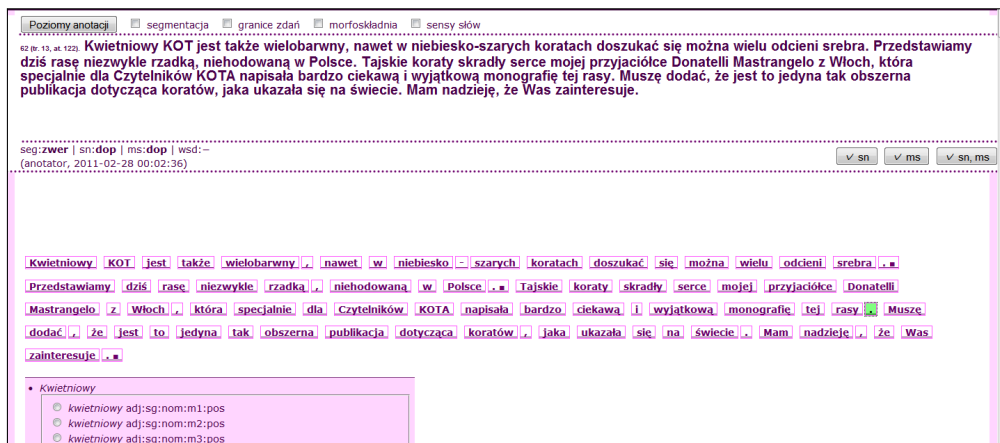 Poziomy anotacji segmentacja granice zdań morfoskładnia sensy słów
62 (tr. 13, at. 122). Kwietniowy KOT jest także wielobarwny, nawet w niebiesko-szarych koratach doszukać się można wielu odcieni srebra. Przedstawiamy
dziś rasę niezwykle rzadką, niehodowaną w Polsce. Tajskie koraty skradły serce mojej przyjaciółce Donatelli Mastrangelo z Włoch, która
specjalnie dla Czytelników KOTA napisała bardzo ciekawą i wyjątkową monografię tej rasy. Muszę dodać, że jest to jedyna tak obszerna
publikacja dotycząca koratów, jaka ukazała się na świecie. Mam nadzieję, że Was zainteresuje.
seg:zwer | sn:dop | ms:dop | wsd:—
(anotator, 2011-02-28 00:02:36)
✓ sn ✓ ms ✓ sn, ms
Kwietniowy KOT jest także wielobarwny , nawet w niebiesko - szarych koratach doszukać się można wielu odcieni srebra . ■
Przedstawiamy dziś rasę niezwykle rzadką , niehodowaną w Polsce . ■ Tajskie koraty skradły serce mojej przyjaciółce Donatelli
Mastrangelo z Włoch , która specjalnie dla Czytelników KOTA napisała bardzo ciekawą i wyjątkową monografię tej rasy . Muszę
dodać , że jest to jedyna tak obszerna publikacja dotycząca koratów , jaka ukazała się na świecie . Mam nadzieję , że Was
zainteresuje . ■
• Kwietniowy
kwietniowy adj:sg:nom:m1:pos
kwietniowy adj:sg:nom:m2:pos
kwietniowy adj:sg:nom:m3:pos